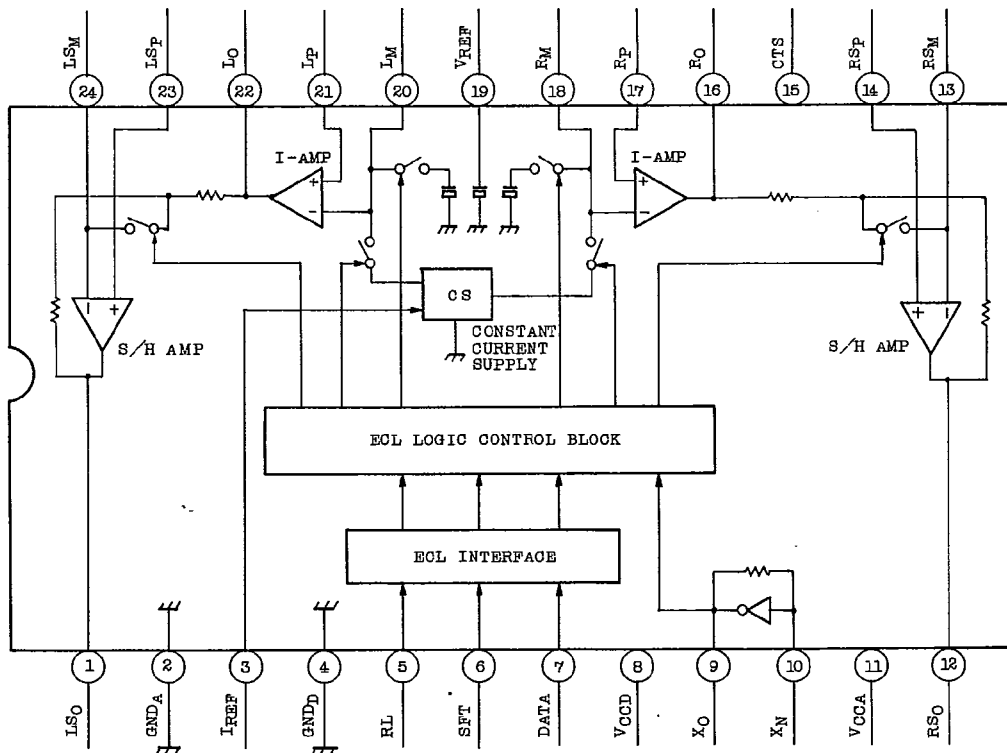 LSM LSP LO LP LM VREF RM RP RO CTS RSP RSM
24 23 22 21 20 19 18 17 16 15 14 13
I-AMP I-AMP
+ +
− −
CS
− + + −
S/H AMP S/H AMP
CONSTANT
CURRENT
SUPPLY
ECL LOGIC CONTROL BLOCK
ECL INTERFACE
1 2 3 4 5 6 7 8 9 10 11 12
LSO GNDA IREF GNDD RL SFT DATA VCCD XO XN VCCA RSO